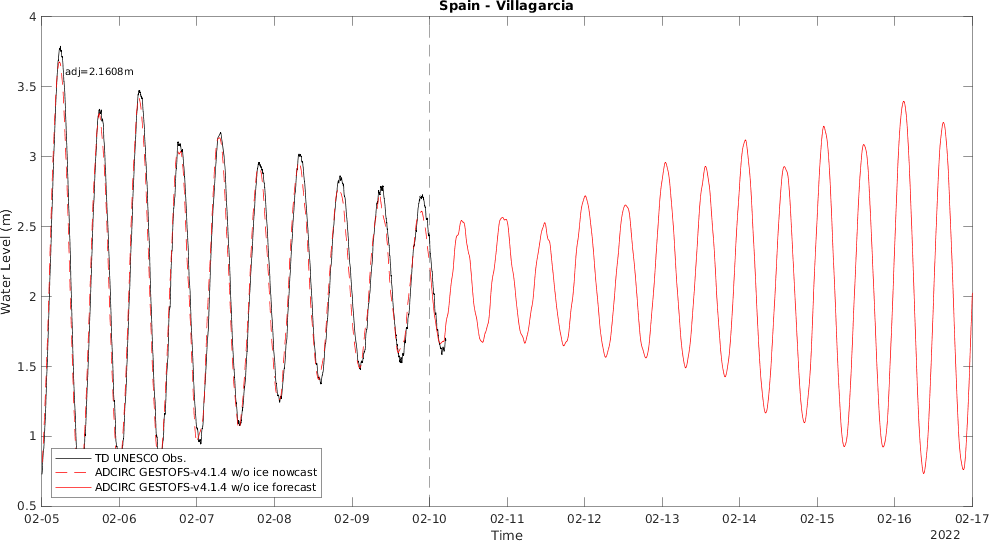 Spain - Villagarcia
4
3.5
3
2.5
2
1.5
1
0.5
Water Level (m)
adj=2.1608m
TD UNESCO Obs.
ADCIRC GESTOFS-v4.1.4 w/o ice nowcast
ADCIRC GESTOFS-v4.1.4 w/o ice forecast
02-05 02-06 02-07 02-08 02-09 02-10 02-11 02-12 02-13 02-14 02-15 02-16 02-17
Time
2022